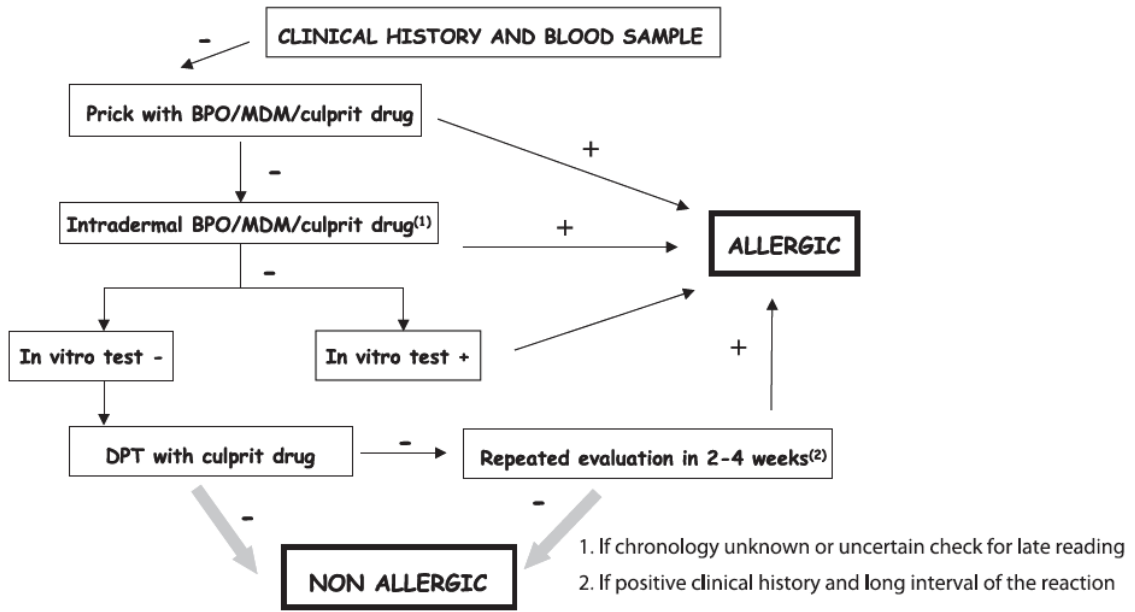 CLINICAL HISTORY AND BLOOD SAMPLE
-
Prick with BPO/MDM/culprit drug
+
-
Intradermal BPO/MDM/culprit drug(1)
+
ALLERGIC
-
In vitro test -
In vitro test +
+
DPT with culprit drug
-
Repeated evaluation in 2-4 weeks(2)
-
-
NON ALLERGIC
1. If chronology unknown or uncertain check for late reading
2. If positive clinical history and long interval of the reaction